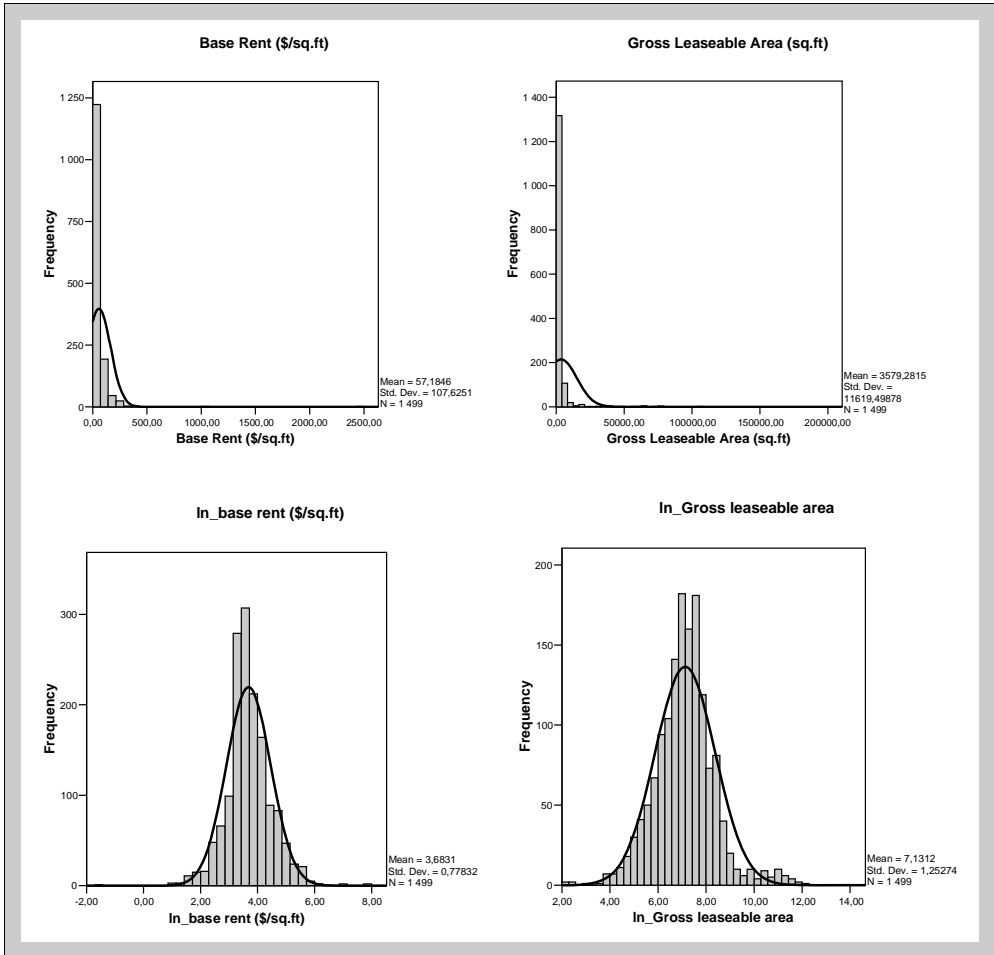 Base Rent ($/sq.ft)
1 250
1 000
750
500
250
0
Frequency
0,00 500,00 1000,00 1500,00 2000,00 2500,00
Base Rent ($/sq.ft)
Mean = 57,1846
Std. Dev. = 107,6251
N = 1 499
Gross Leaseable Area (sq.ft)
1 400
1 200
1 000
800
600
400
200
0
Frequency
0,00 50000,00 100000,00 150000,00 200000,00
Gross Leaseable Area (sq.ft)
Mean = 3579,2815
Std. Dev. =
11619,49878
N = 1 499
ln_base rent ($/sq.ft)
300
200
100
0
Frequency
-2,00 0,00 2,00 4,00 6,00 8,00
ln_base rent ($/sq.ft)
Mean = 3,6831
Std. Dev. = 0,77832
N = 1 499
ln_Gross leaseable area
200
150
100
50
0
Frequency
2,00 4,00 6,00 8,00 10,00 12,00 14,00
ln_Gross leaseable area
Mean = 7,1312
Std. Dev. = 1,25274
N = 1 499